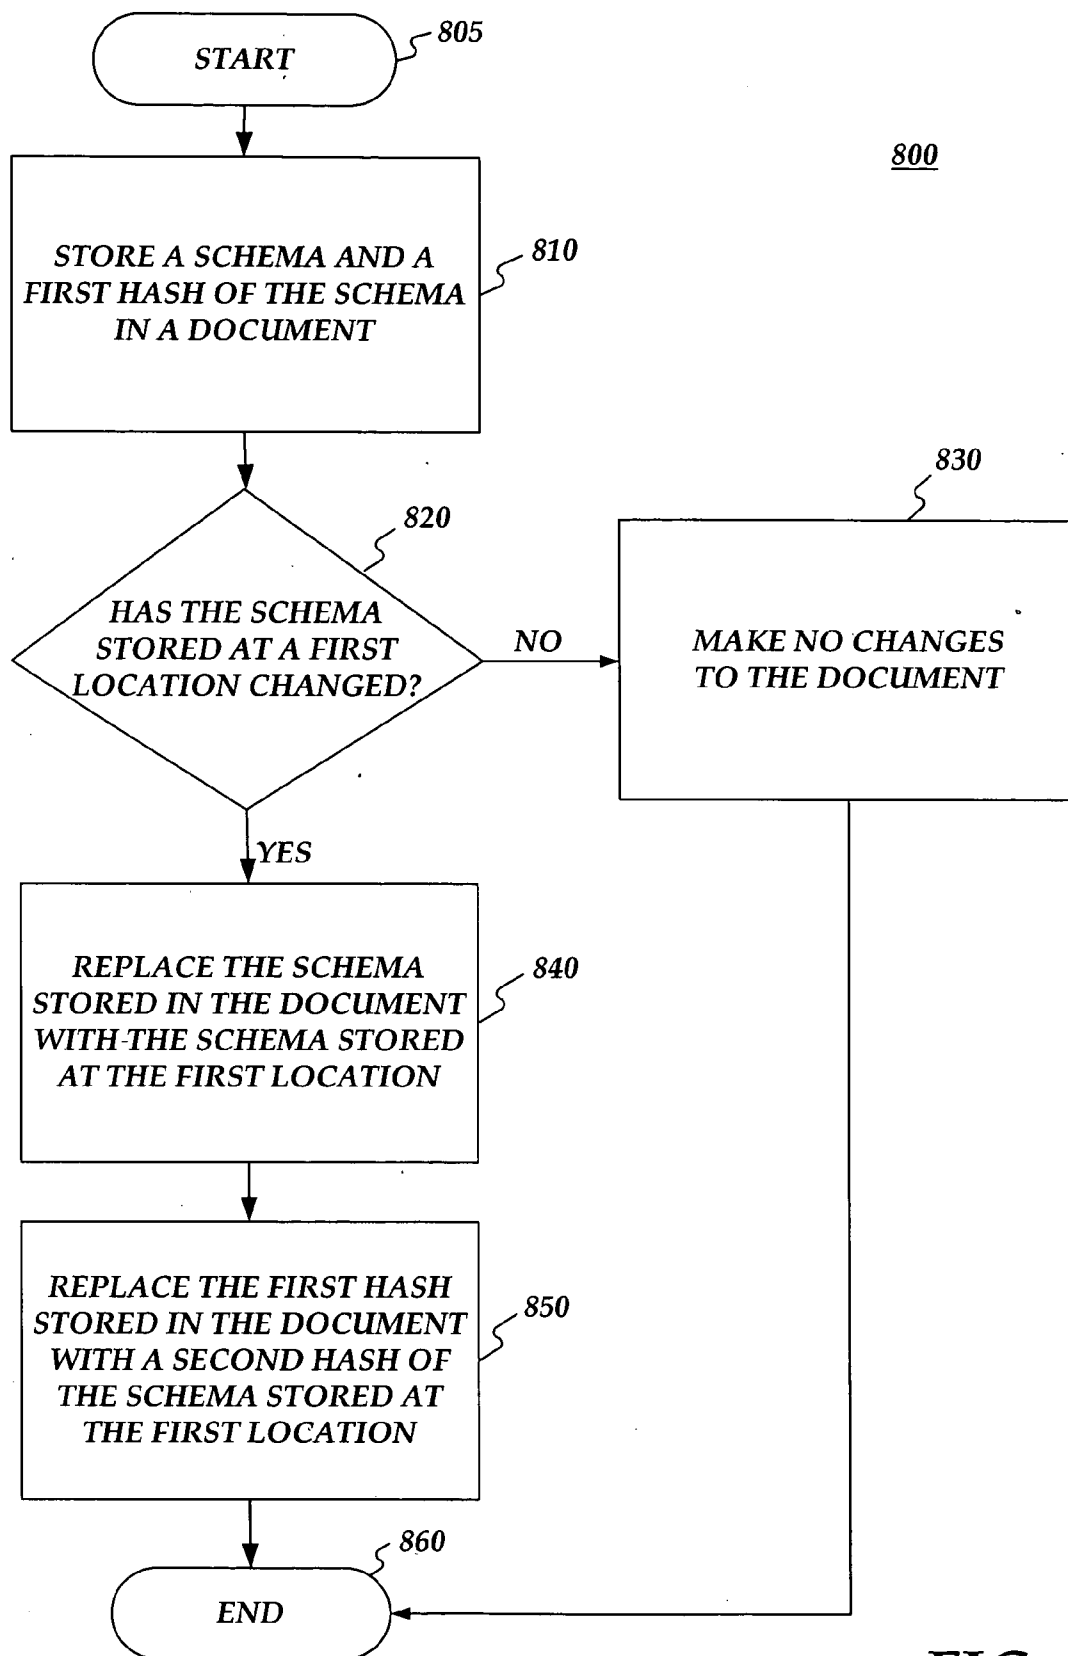 START
805
800
STORE A SCHEMA AND A
FIRST HASH OF THE SCHEMA
IN A DOCUMENT
810
820
HAS THE SCHEMA
STORED AT A FIRST
LOCATION CHANGED?
NO
830
MAKE NO CHANGES
TO THE DOCUMENT
YES
REPLACE THE SCHEMA
STORED IN THE DOCUMENT
WITH THE SCHEMA STORED
AT THE FIRST LOCATION
840
REPLACE THE FIRST HASH
STORED IN THE DOCUMENT
WITH A SECOND HASH OF
THE SCHEMA STORED AT
THE FIRST LOCATION
850
860
END